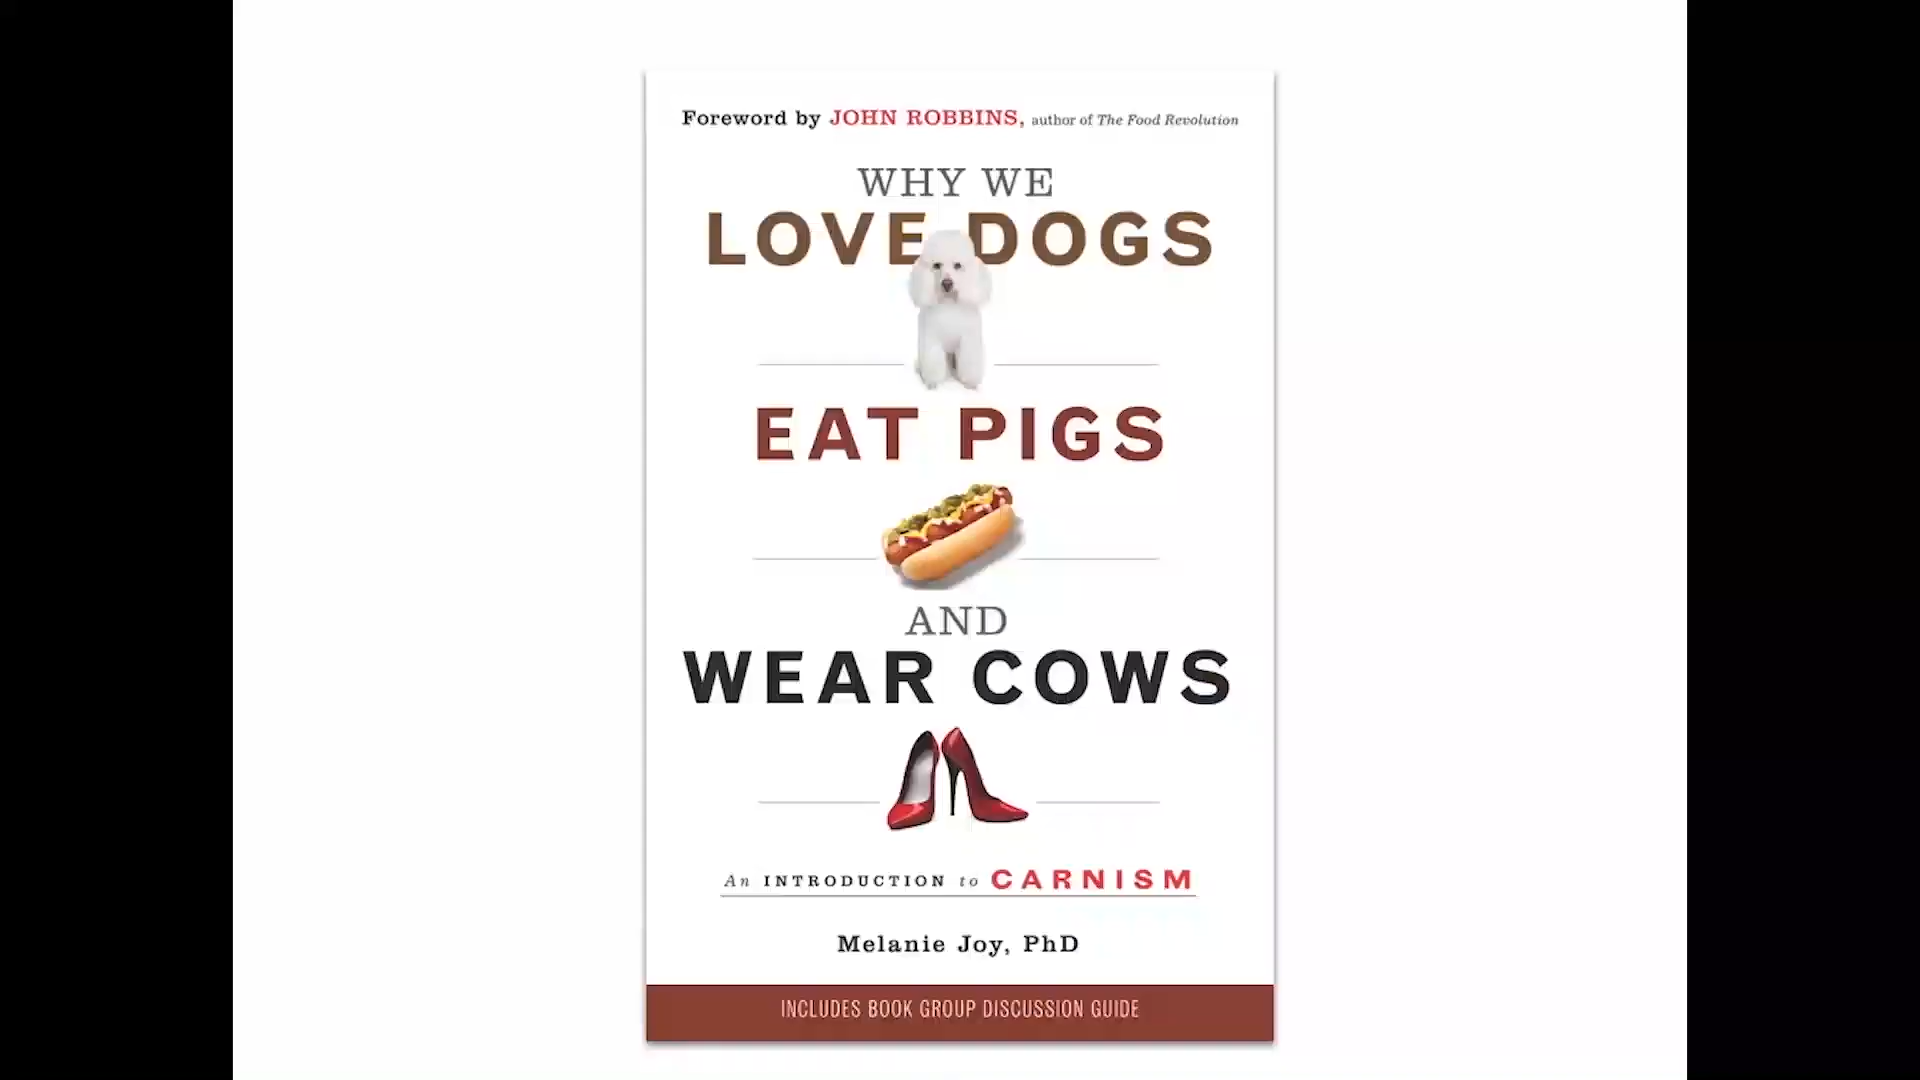 Foreword by JOHN ROBBINS, author of The Food Revolution
WHY WE
LOVE DOGS
EAT PIGS
AND
WEAR COWS
An INTRODUCTION to CARNISM
Melanie Joy, PhD
INCLUDES BOOK GROUP DISCUSSION GUIDE